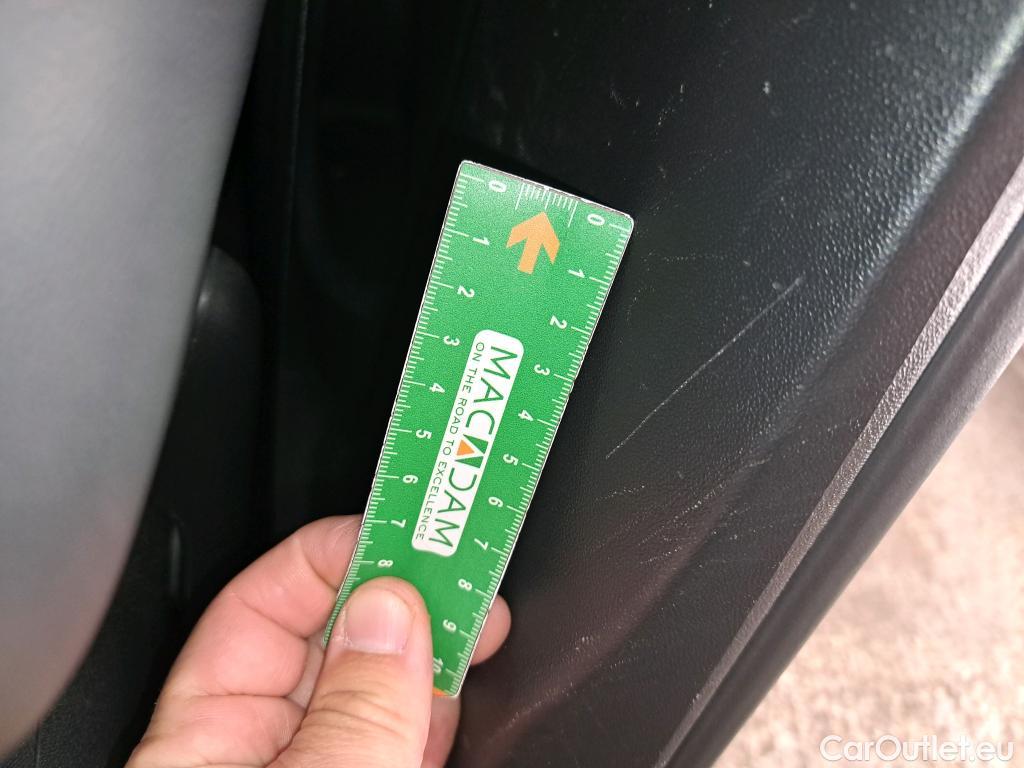 0 1 2 3 4 5 6 7 8
MACADAM
ON THE ROAD TO EXCELLENCE
0 1 2 3 4 5 6 7 8 9 10
CarOutlet.eu